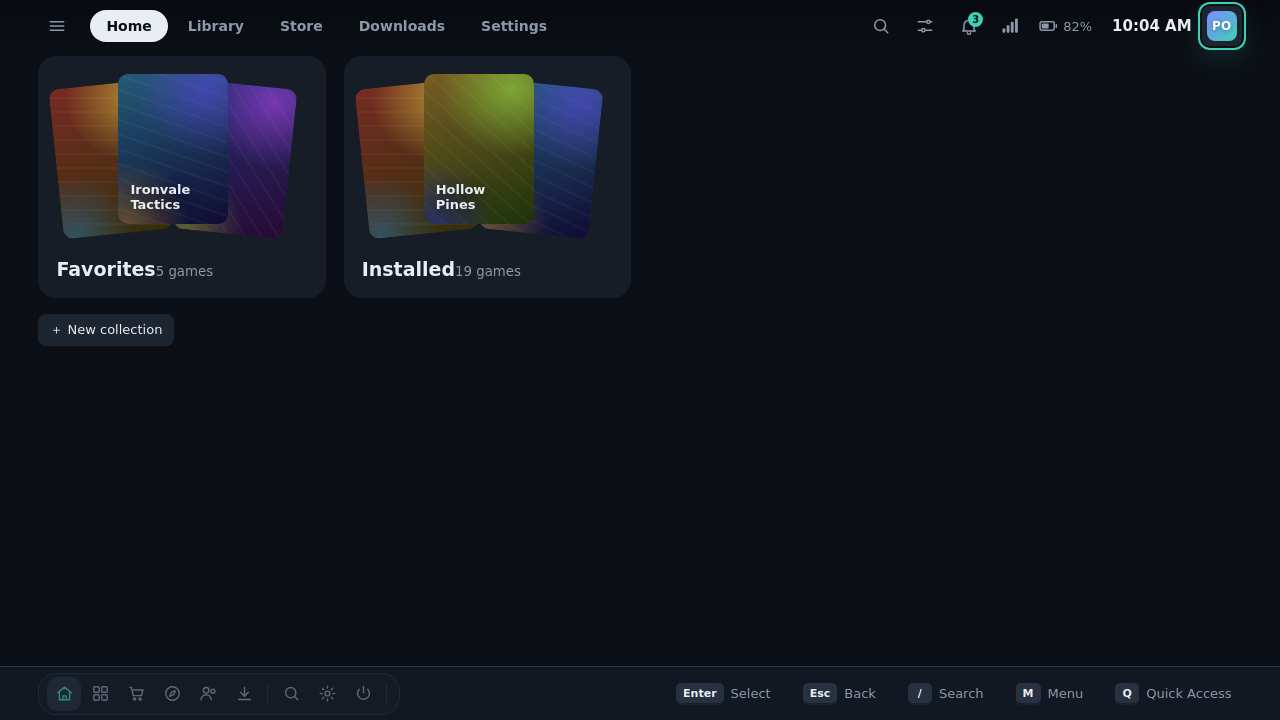 Home Library Store Downloads Settings 3 82% 10:04 AM PO
Ironvale
Tactics
Hollow
Pines
Favorites 5 games
Installed 19 games
+ New collection
Enter Select Esc Back / Search M Menu Q Quick Access